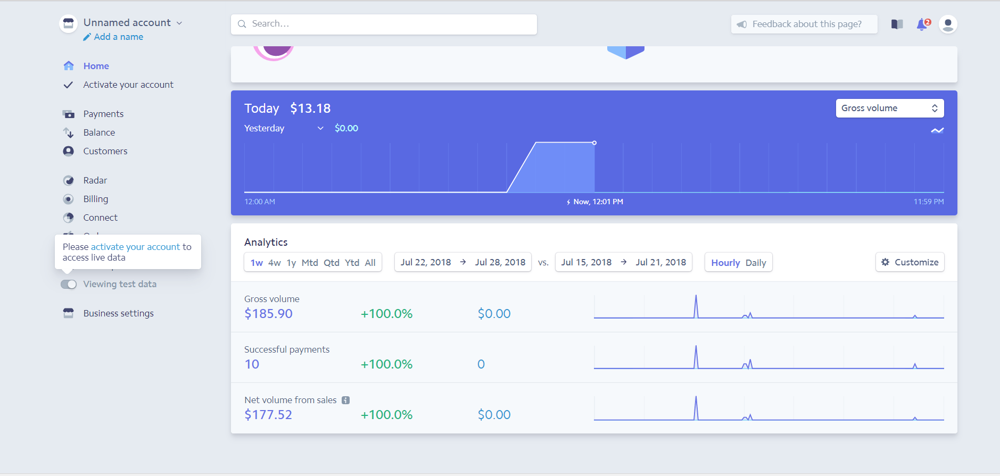 Unnamed account
Add a name
Search…
Feedback about this page?
2
Home
Activate your account
Payments
Balance
Customers
Radar
Billing
Connect
Please activate your account to
access live data
Viewing test data
Business settings
Today $13.18
Gross volume
Yesterday $0.00
12:00 AM Now, 12:01 PM 11:59 PM
Analytics
1w 4w 1y Mtd Qtd Ytd All Jul 22, 2018 → Jul 28, 2018 vs. Jul 15, 2018 → Jul 21, 2018 Hourly Daily Customize
Gross volume
$185.90 +100.0% $0.00
Successful payments
10 +100.0% 0
Net volume from sales
$177.52 +100.0% $0.00